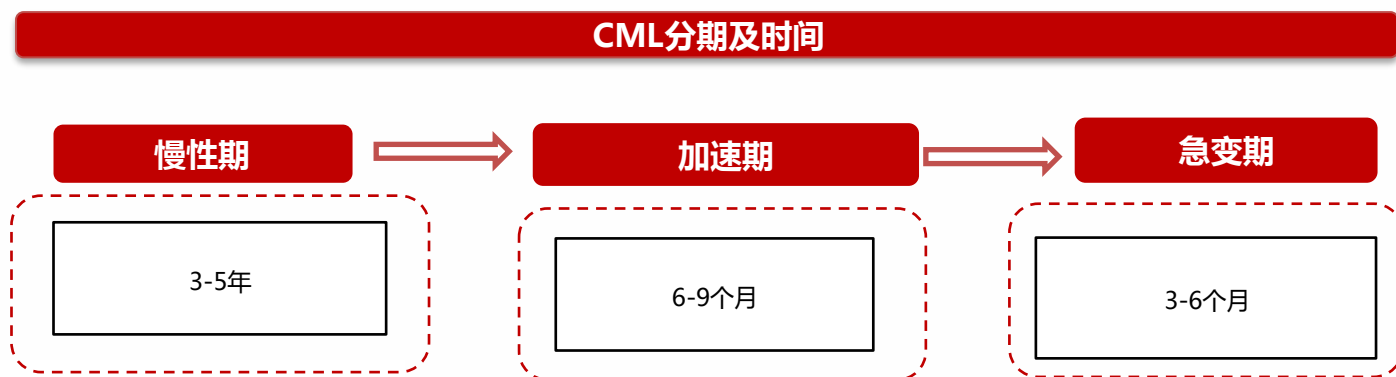 CML分期及时间
慢性期
加速期
急变期
3-5年
6-9个月
3-6个月